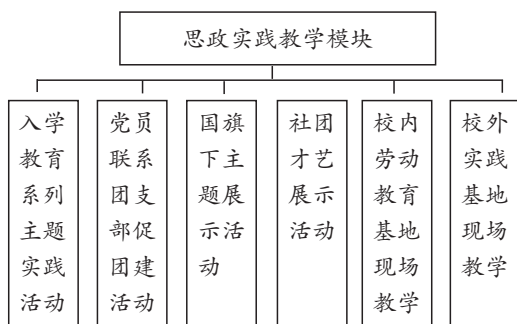 思政实践教学模块
入学
教育
系列
主题
实践
活动
党员
联系
团支
部促
团建
活动
国旗
下主
题展
示活
动
社团
才艺
展示
活动
校内
劳动
教育
基地
现场
教学
校外
实践
基地
现场
教学